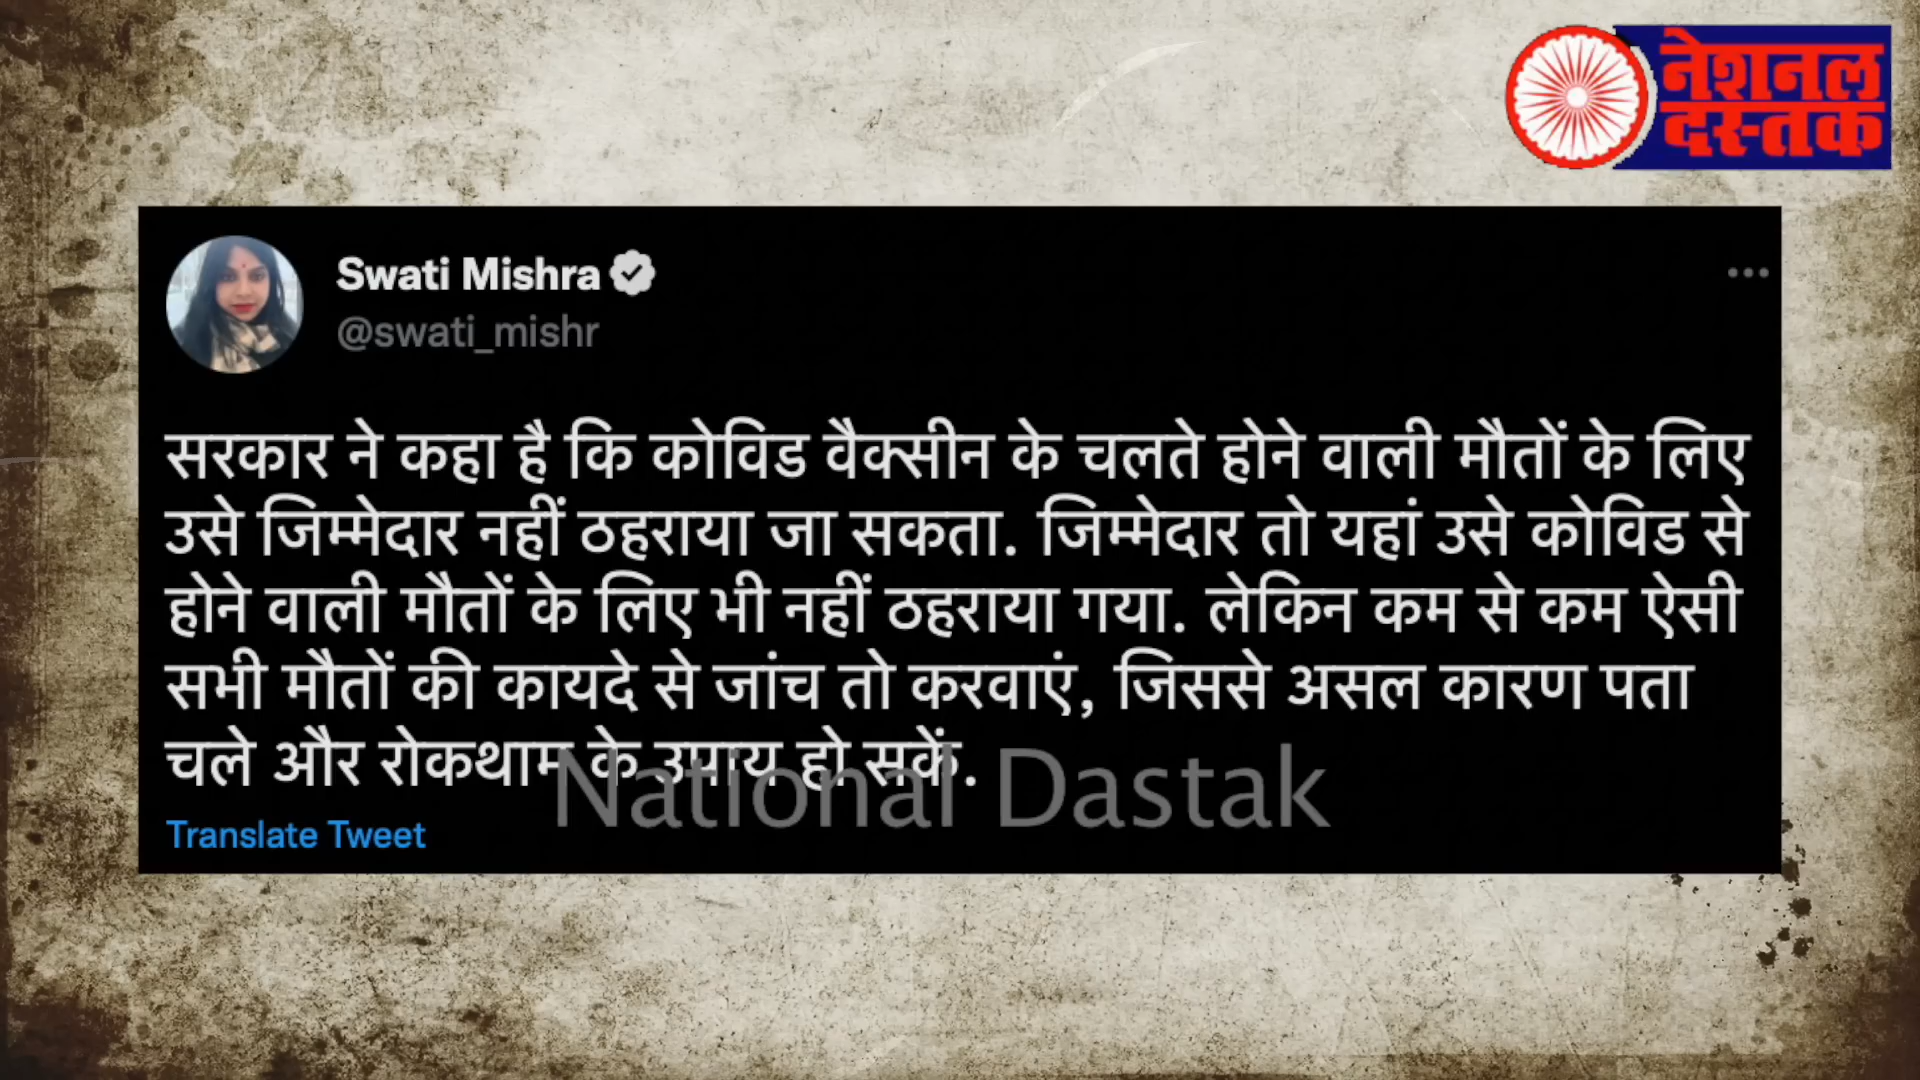 नेशनल
दस्तक
Swati Mishra
@swati_mishr
सरकार ने कहा है कि कोविड वैक्सीन के चलते होने वाली मौतों के लिए
उसे जिम्मेदार नहीं ठहराया जा सकता. जिम्मेदार तो यहां उसे कोविड से
होने वाली मौतों के लिए भी नहीं ठहराया गया. लेकिन कम से कम ऐसी
सभी मौतों की कायदे से जांच तो करवाएं, जिससे असल कारण पता
चले और रोकथाम के उपाय हो सकें.
National Dastak
Translate Tweet